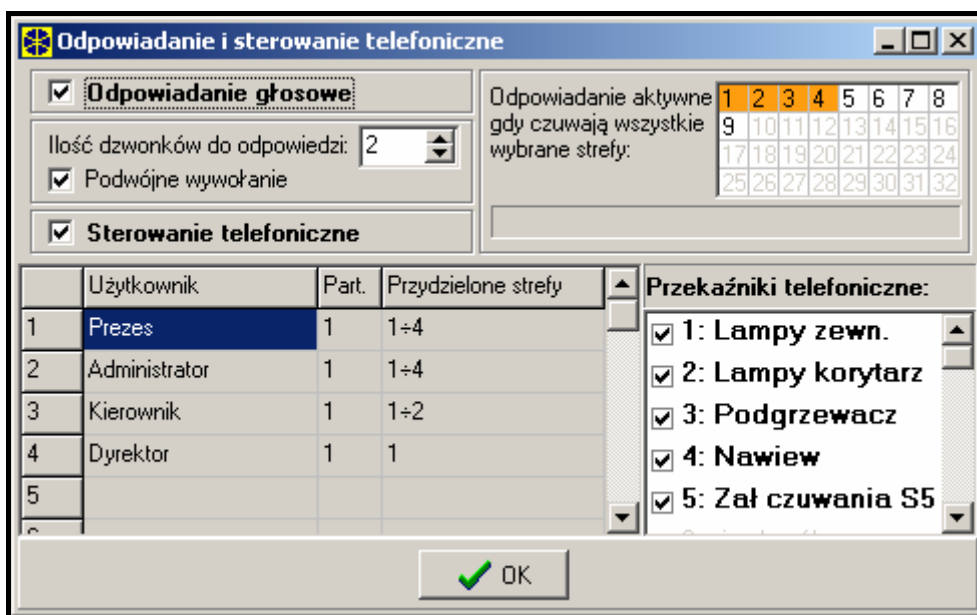 Odpowiadanie i sterowanie telefoniczne
Odpowiadanie głosowe
Ilość dzwonków do odpowiedzi: 2
Podwójne wywołanie
Sterowanie telefoniczne
Odpowiadanie aktywne
gdy czuwają wszystkie
wybrane strefy:
1 2 3 4 5 6 7 8
9 10 11 12 13 14 15 16
17 18 19 20 21 22 23 24
25 26 27 28 29 30 31 32
Użytkownik Part. Przydzielone strefy
1 Prezes 1 1÷4
2 Administrator 1 1÷4
3 Kierownik 1 1÷2
4 Dyrektor 1 1
5
Przekaźniki telefoniczne:
1: Lampy zewn.
2: Lampy korytarz
3: Podgrzewacz
4: Nawiew
5: Zał czuwania S5
OK